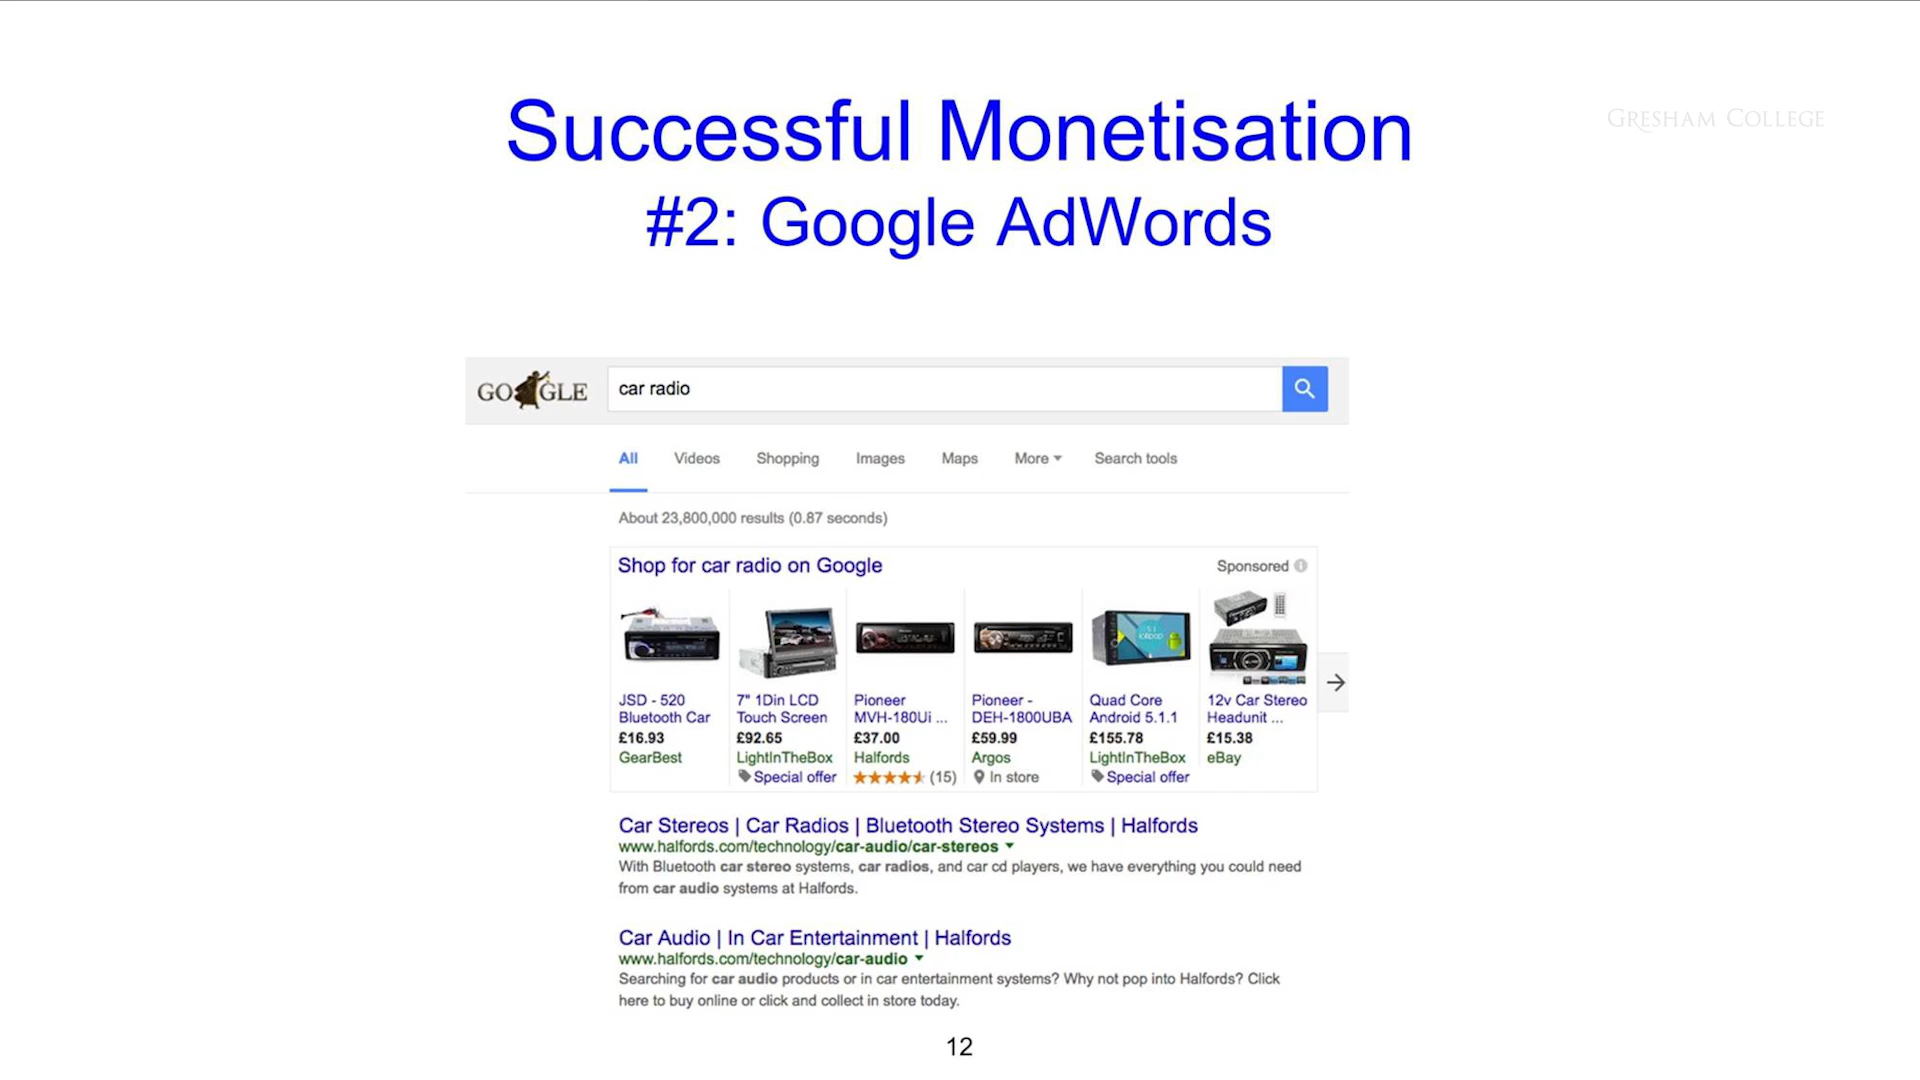 Successful Monetisation
GRESHAM COLLEGE
#2: Google AdWords
GOOGLE
car radio
All Videos Shopping Images Maps More Search tools
About 23,800,000 results (0.87 seconds)
Shop for car radio on Google
Sponsored
5.1
lollipop
JSD - 520
Bluetooth Car
£16.93
GearBest
7" 1Din LCD
Touch Screen
£92.65
LightInTheBox
Special offer
Pioneer
MVH-180Ui ...
£37.00
Halfords
(15)
Pioneer -
DEH-1800UBA
£59.99
Argos
In store
Quad Core
Android 5.1.1
£155.78
LightInTheBox
Special offer
12v Car Stereo
Headunit ...
£15.38
eBay
Car Stereos | Car Radios | Bluetooth Stereo Systems | Halfords
www.halfords.com/technology/car-audio/car-stereos
With Bluetooth car stereo systems, car radios, and car cd players, we have everything you could need
from car audio systems at Halfords.
Car Audio | In Car Entertainment | Halfords
www.halfords.com/technology/car-audio
Searching for car audio products or in car entertainment systems? Why not pop into Halfords? Click
here to buy online or click and collect in store today.
12